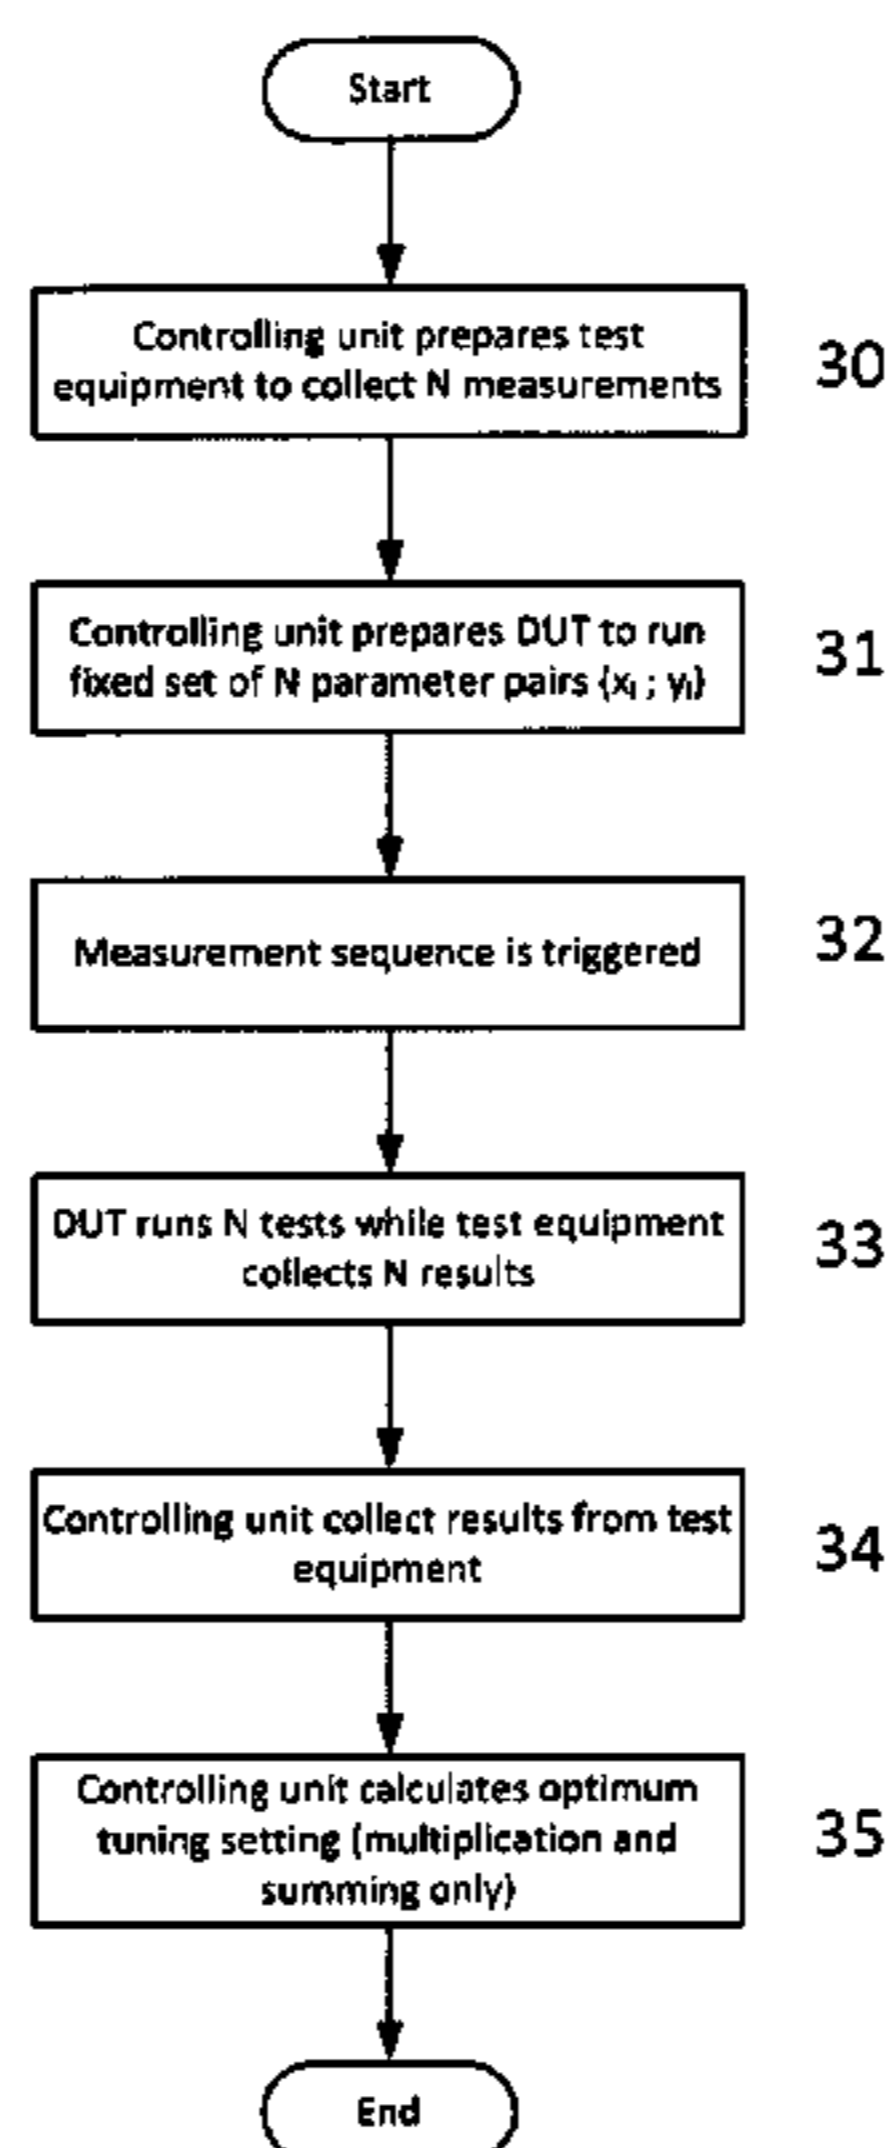 Start
Controlling unit prepares test
equipment to collect N measurements
30
Controlling unit prepares DUT to run
fixed set of N parameter pairs (xᵢ ; yᵢ)
31
Measurement sequence is triggered
32
DUT runs N tests while test equipment
collects N results
33
Controlling unit collect results from test
equipment
34
Controlling unit calculates optimum
tuning setting (multiplication and
summing only)
35
End